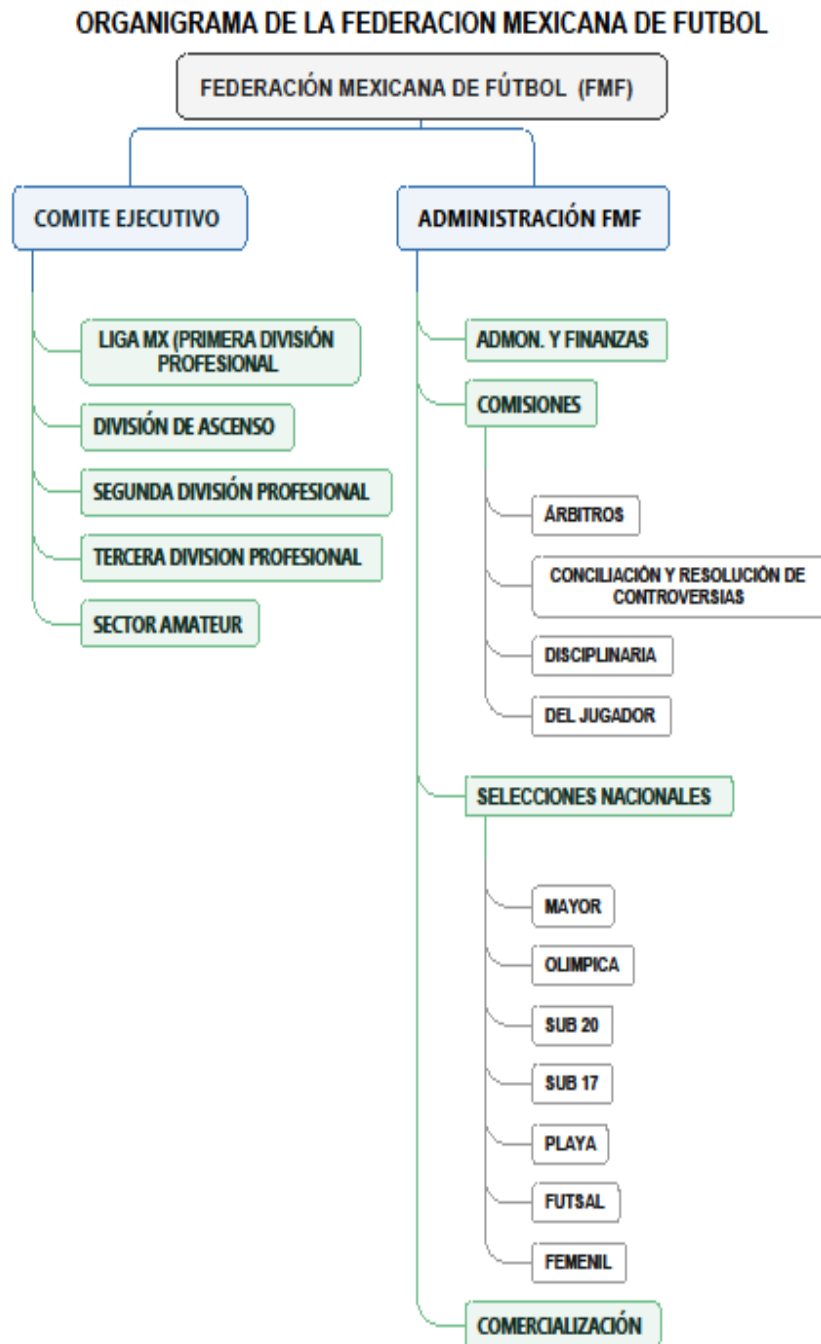 ORGANIGRAMA DE LA FEDERACION MEXICANA DE FUTBOL
FEDERACIÓN MEXICANA DE FÚTBOL (FMF)
COMITE EJECUTIVO
LIGA MX (PRIMERA DIVISIÓN
PROFESIONAL
DIVISIÓN DE ASCENSO
SEGUNDA DIVISIÓN PROFESIONAL
TERCERA DIVISION PROFESIONAL
SECTOR AMATEUR
ADMINISTRACIÓN FMF
ADMON. Y FINANZAS
COMISIONES
ÁRBITROS
CONCILIACIÓN Y RESOLUCIÓN DE
CONTROVERSIAS
DISCIPLINARIA
DEL JUGADOR
SELECCIONES NACIONALES
MAYOR
OLIMPICA
SUB 20
SUB 17
PLAYA
FUTSAL
FEMENIL
COMERCIALIZACIÓN